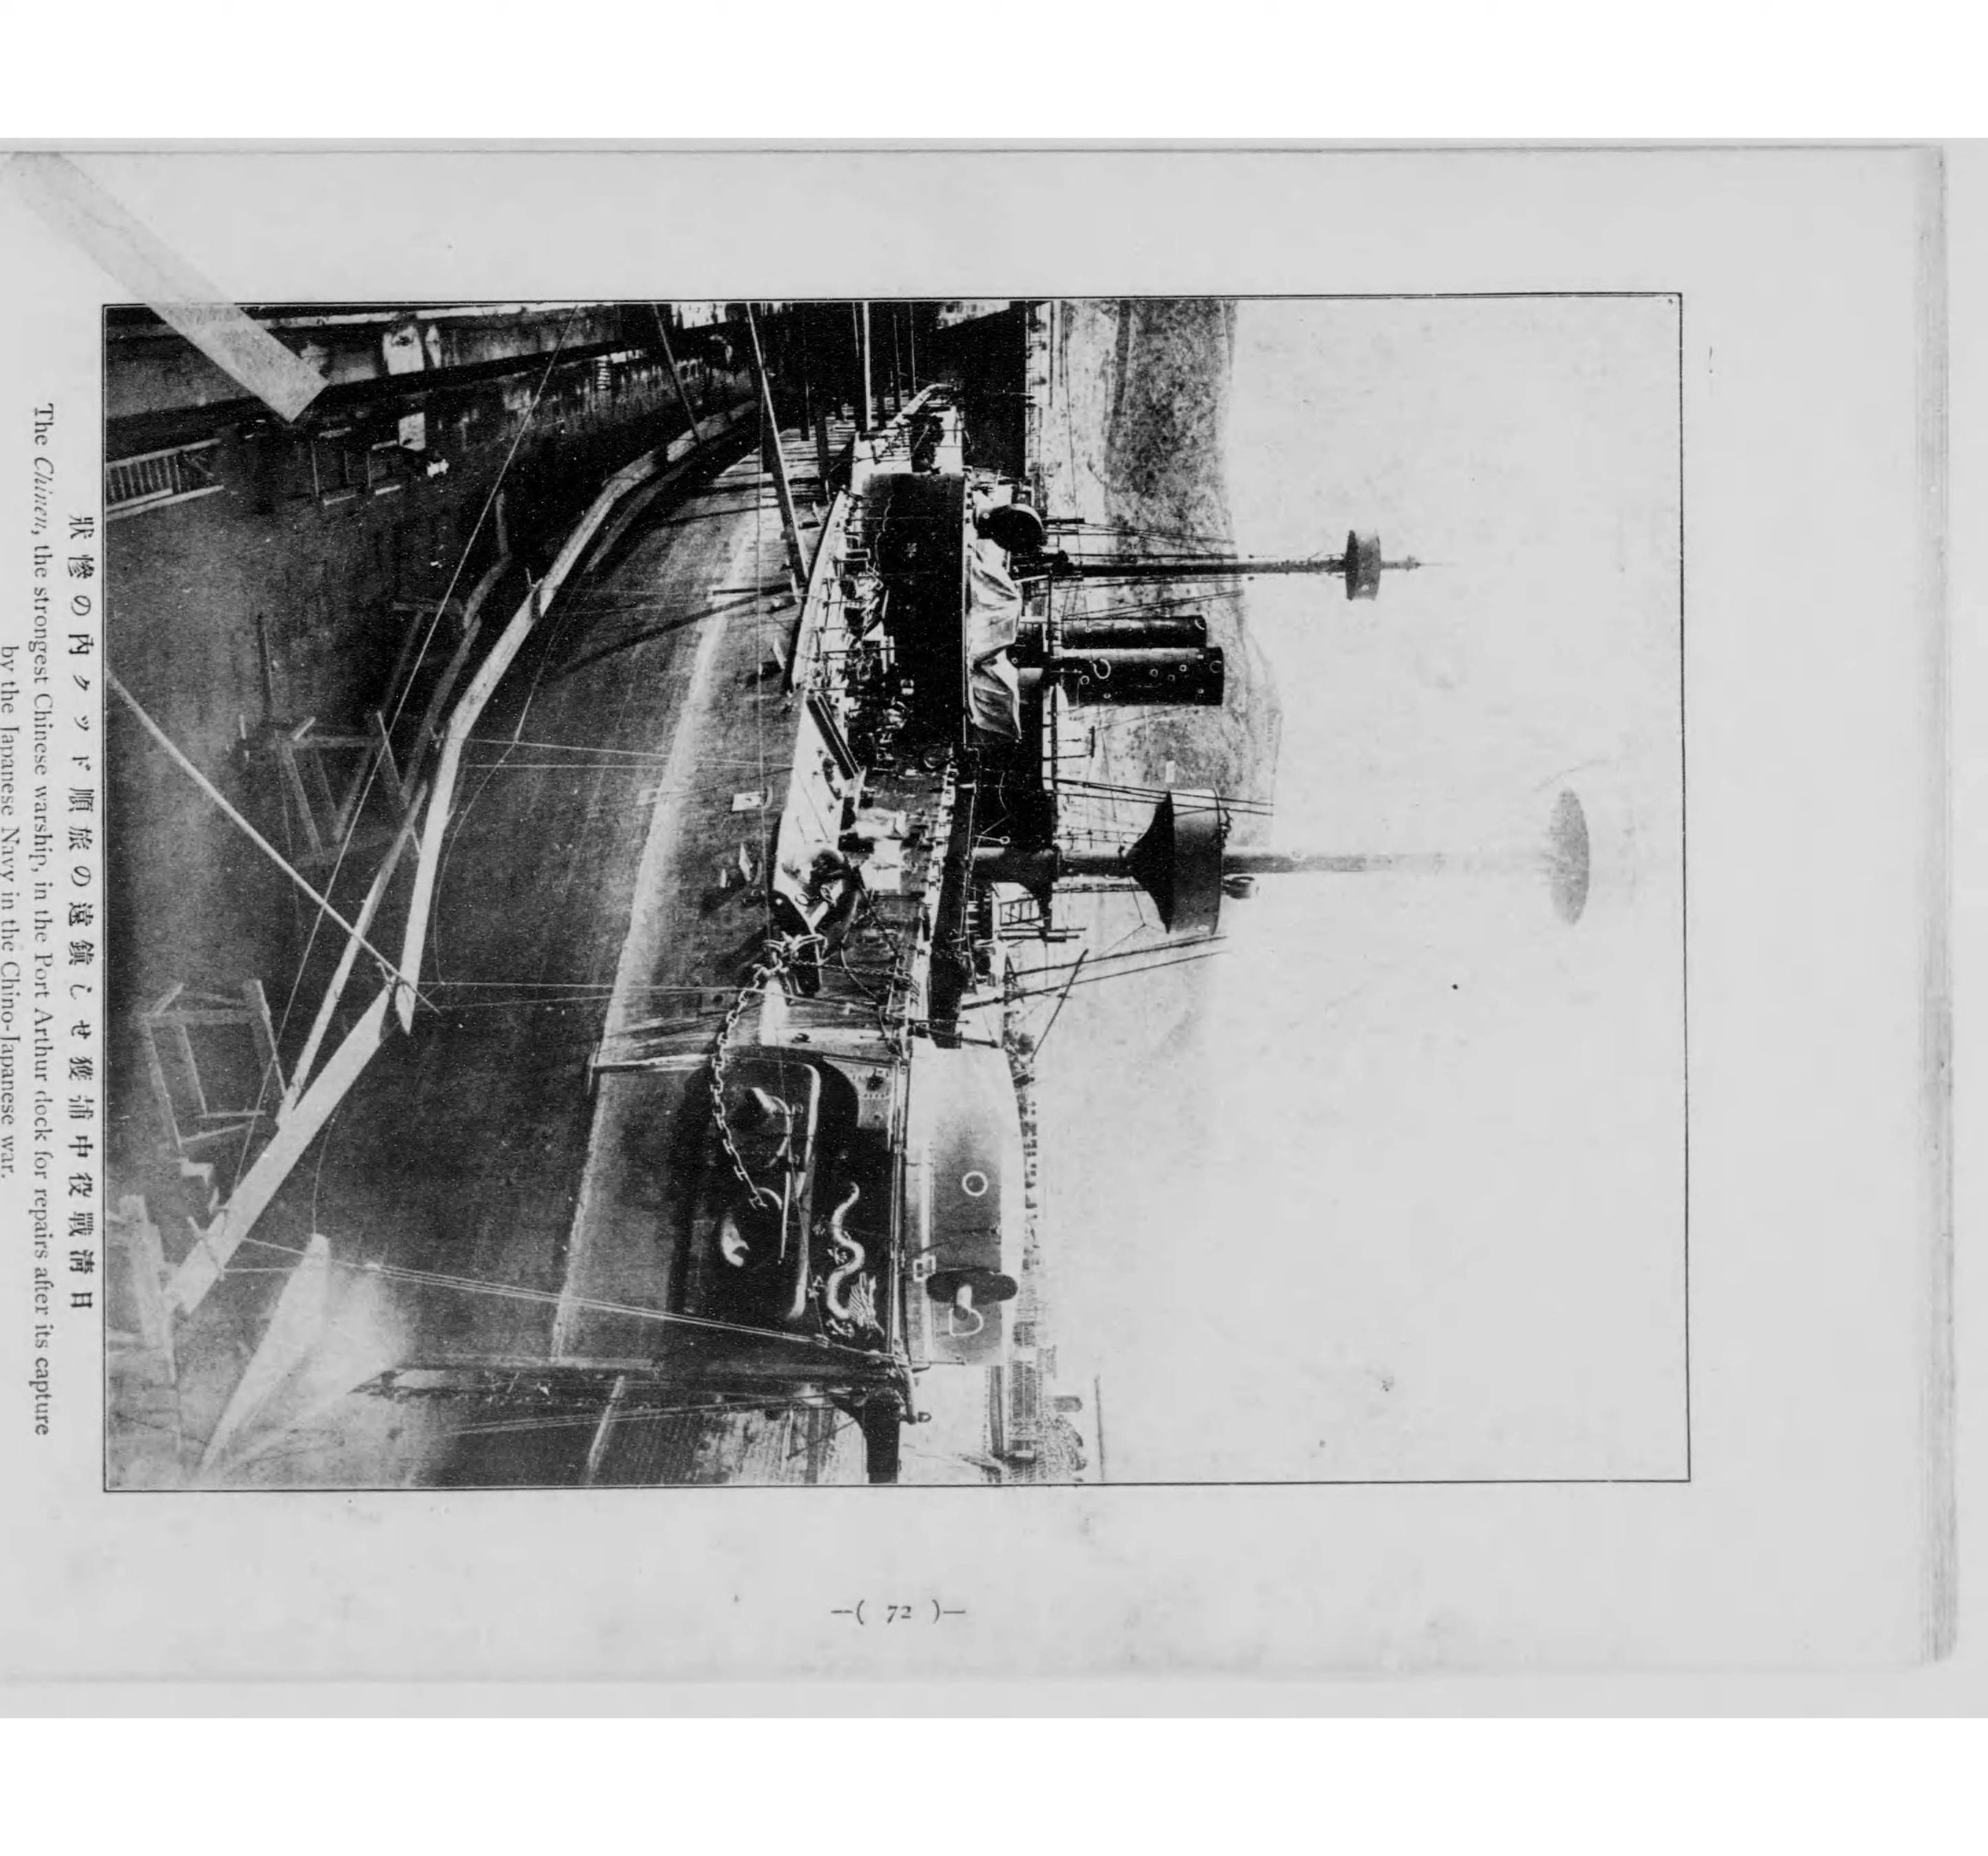 日清戰役中捕獲せし鎭遠の旅順ドック內の慘狀
The Chinen, the strongest Chinese warship, in the Port Arthur dock for repairs after its capture
by the Japanese Navy in the Chino-Japanese war.
—( 72 )—